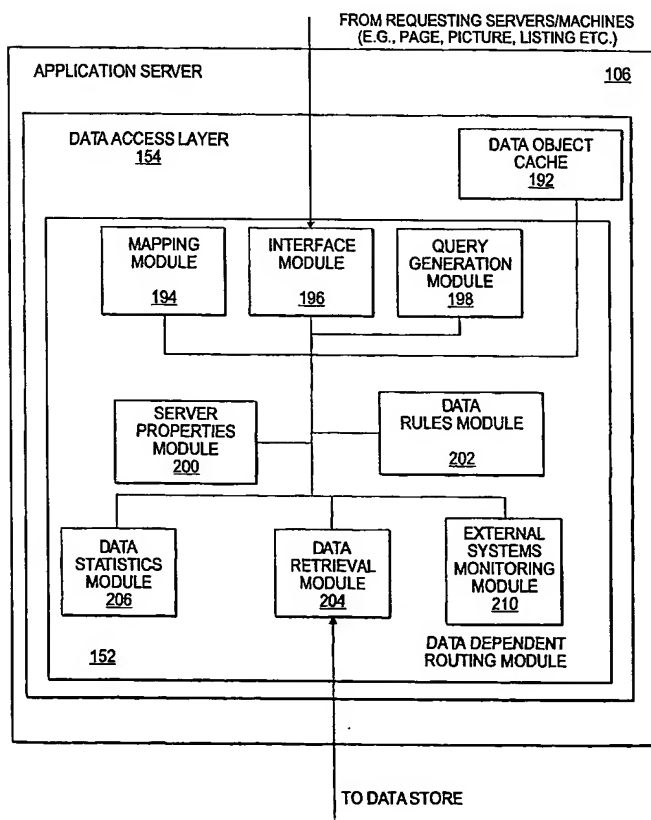 FROM REQUESTING SERVERS/MACHINES
(E.G., PAGE, PICTURE, LISTING ETC.)
APPLICATION SERVER
106
DATA ACCESS LAYER
154
DATA OBJECT
CACHE
192
MAPPING
MODULE
194
INTERFACE
MODULE
196
QUERY
GENERATION
MODULE
198
SERVER
PROPERTIES
MODULE
200
DATA
RULES MODULE
202
DATA
STATISTICS
MODULE
206
DATA
RETRIEVAL
MODULE
204
EXTERNAL
SYSTEMS
MONITORING
MODULE
210
152
DATA DEPENDENT
ROUTING MODULE
TO DATA STORE